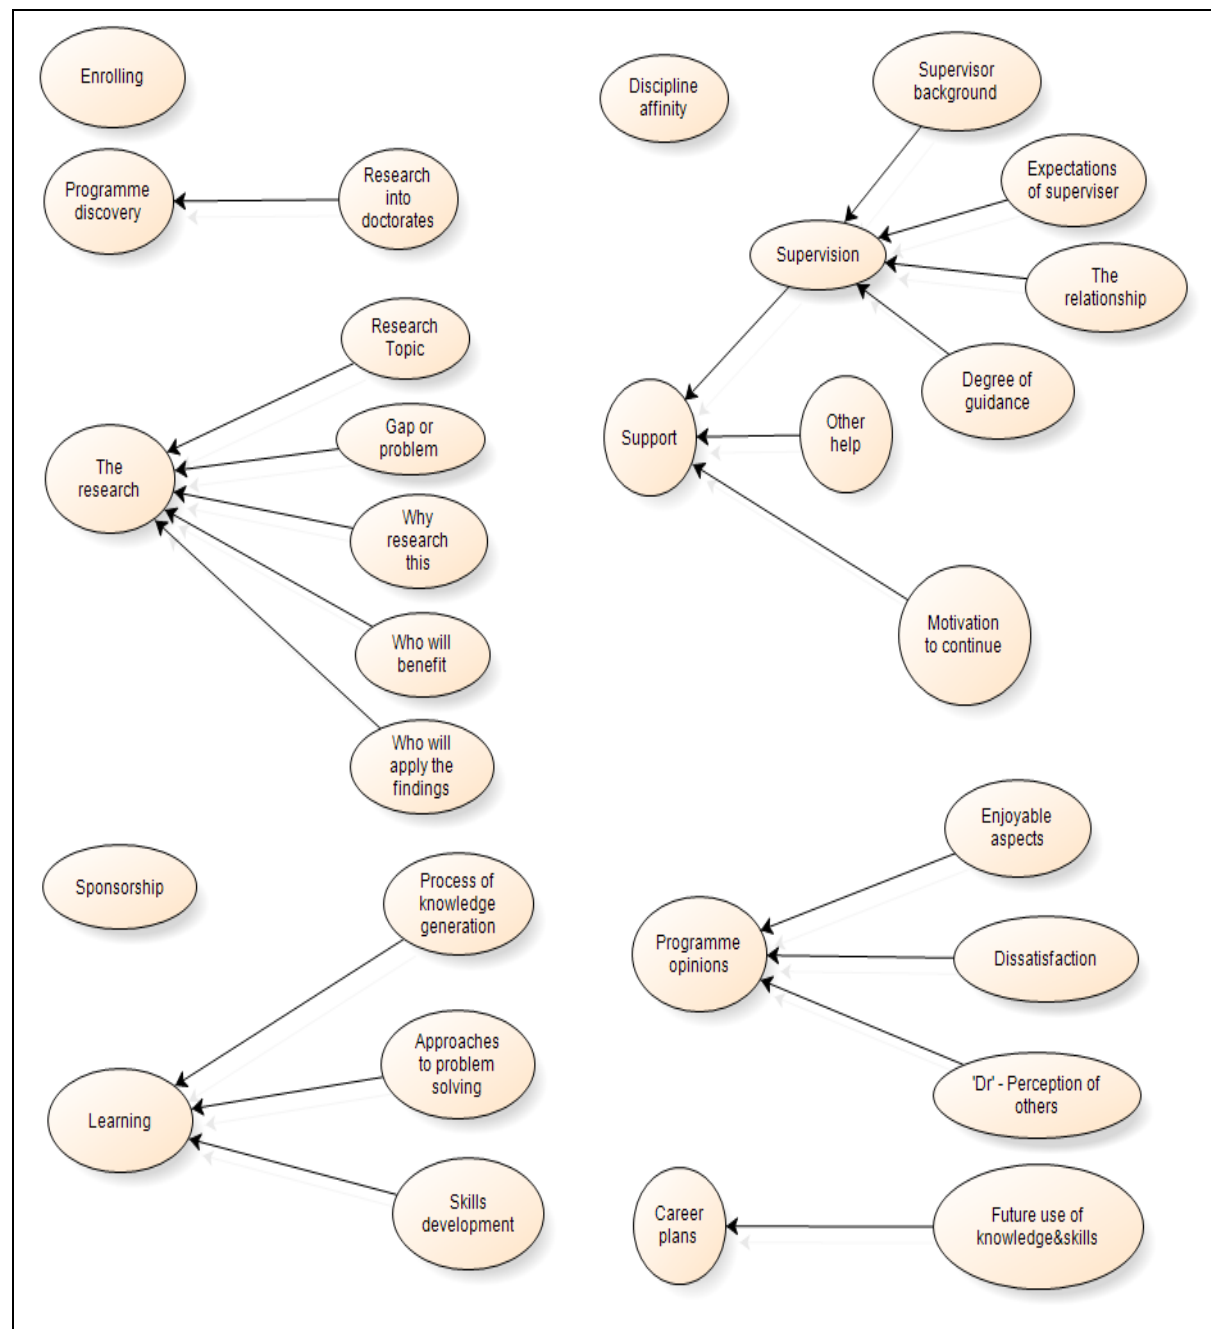 Enrolling
Programme
discovery
Research
into
doctorates
Research
Topic
Gap or
problem
The
research
Why
research
this
Who will
benefit
Who will
apply the
findings
Sponsorship
Process of
knowledge
generation
Approaches
to problem
solving
Learning
Skills
development
Discipline
affinity
Supervisor
background
Expectations
of superviser
Supervision
The
relationship
Degree of
guidance
Support
Other
help
Motivation
to continue
Enjoyable
aspects
Programme
opinions
Dissatisfaction
'Dr' - Perception of
others
Career
plans
Future use of
knowledge&skills